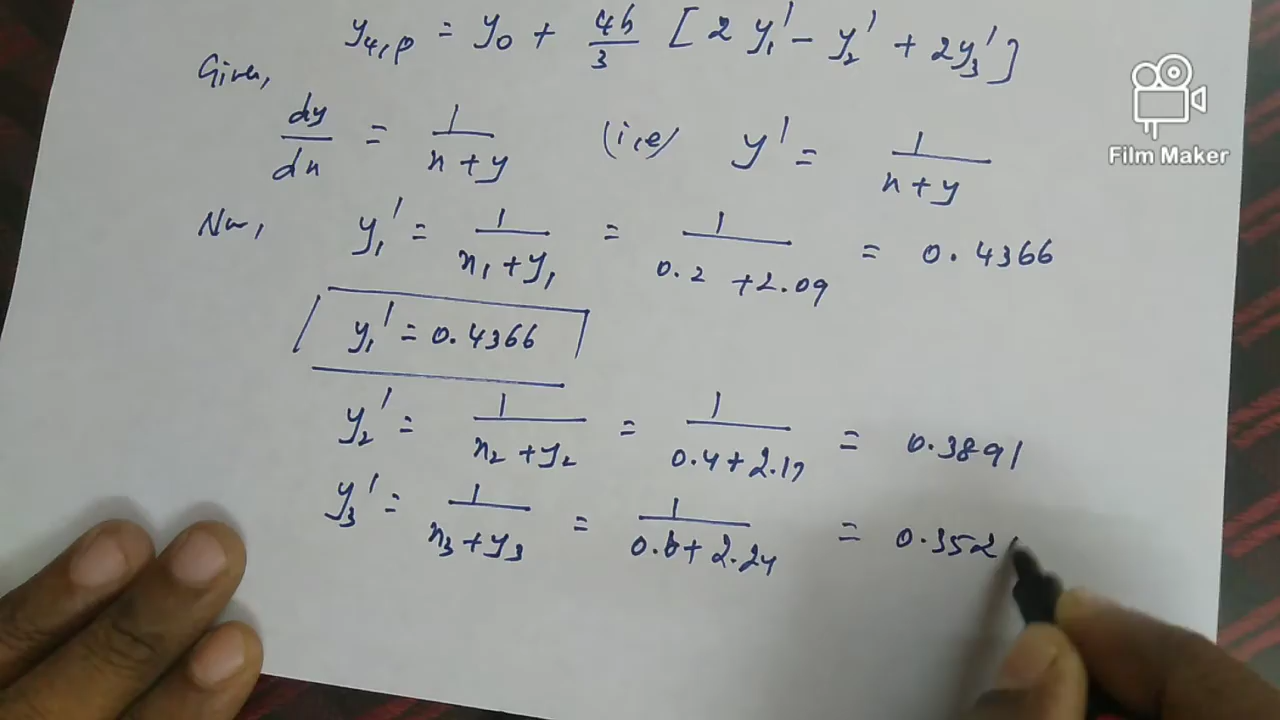 y4,p = y0 + 4h/3 [2 y1' - y2' + 2y3']
Given,
dy/dx = 1/(x+y) (i,e) y' = 1/(x+y)
Now, y1' = 1/(x1+y1) = 1/(0.2+2.09) = 0.4366
y1' = 0.4366
y2' = 1/(x2+y2) = 1/(0.4+2.17) = 0.3891
y3' = 1/(x3+y3) = 1/(0.6+2.24) = 0.352
Film Maker